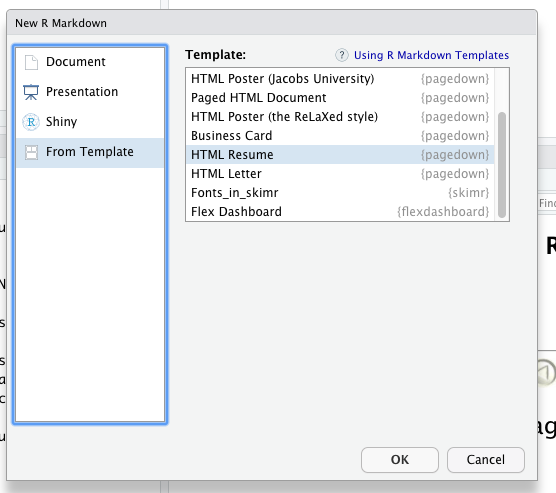 New R Markdown
Document
Presentation
Shiny
From Template
Template:
? Using R Markdown Templates
HTML Poster (Jacobs University) {pagedown}
Paged HTML Document {pagedown}
HTML Poster (the ReLaXed style) {pagedown}
Business Card {pagedown}
HTML Resume {pagedown}
HTML Letter {pagedown}
Fonts_in_skimr {skimr}
Flex Dashboard {flexdashboard}
OK
Cancel